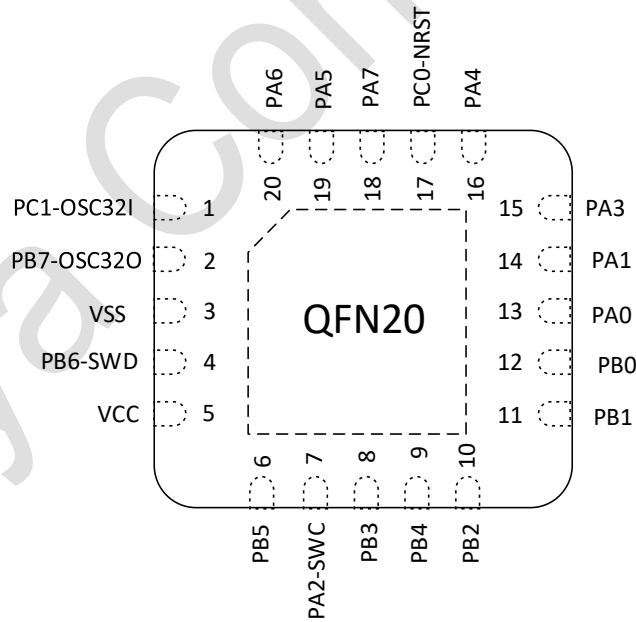 PA6
PA5
PA7
PC0-NRST
PA4
20
19
18
17
16
PC1-OSC32I
1
15
PA3
PB7-OSC32O
2
14
PA1
VSS
3
QFN20
13
PA0
PB6-SWD
4
12
PB0
VCC
5
11
PB1
6
7
8
9
10
PB5
PA2-SWC
PB3
PB4
PB2
ya Con